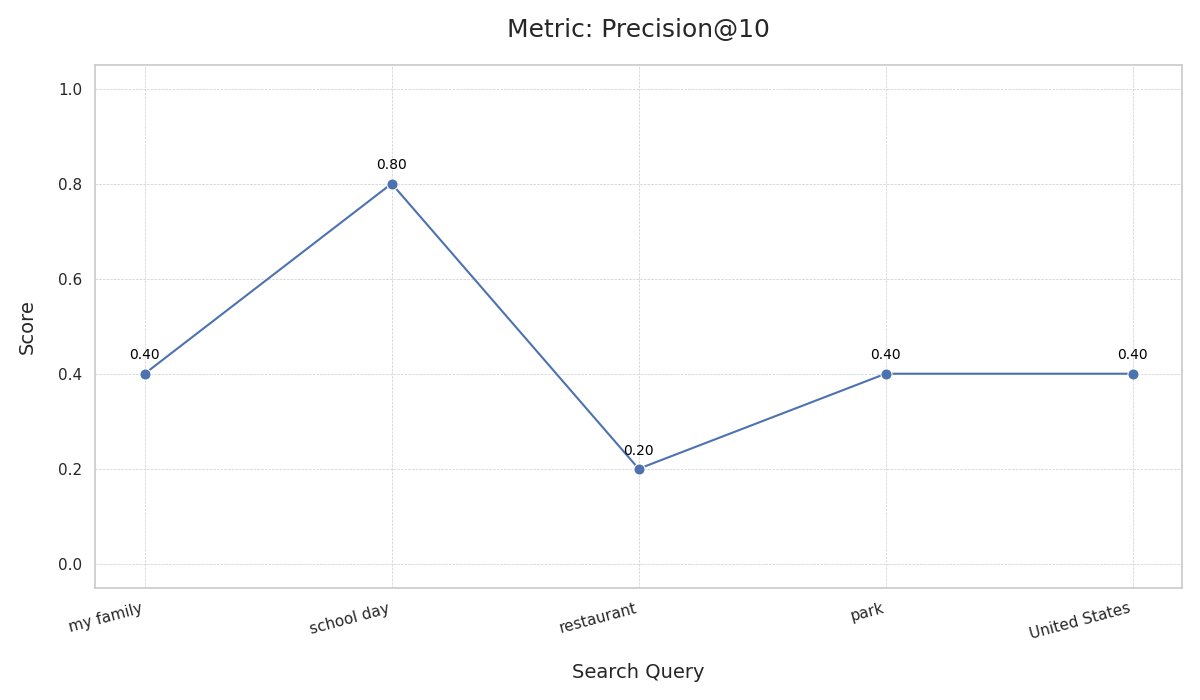 Metric: Precision@10
1.0
0.8
0.6
0.4
0.2
0.0
Score
0.40
0.80
0.20
0.40
0.40
my family
school day
restaurant
park
United States
Search Query